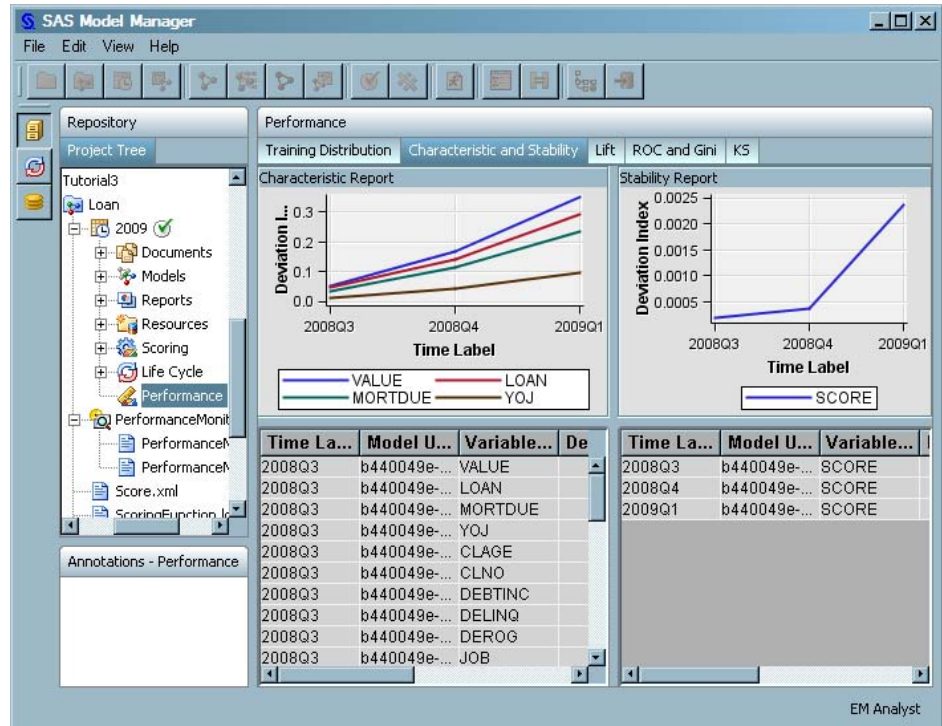 SAS Model Manager
File Edit View Help
Repository
Project Tree
Tutorial3
Loan
2009
Documents
Models
Reports
Resources
Scoring
Life Cycle
Performance
PerformanceMonit
PerformanceM
PerformanceM
Score.xml
Annotations - Performance
Performance
Training Distribution Characteristic and Stability Lift ROC and Gini KS
Characteristic Report
Deviation I...
0.3
0.2
0.1
0.0
2008Q3 2008Q4 2009Q1
Time Label
VALUE LOAN
MORTDUE YOJ
Stability Report
Deviation Index
0.0025
0.0020
0.0015
0.0010
0.0005
2008Q3 2008Q4 2009Q1
Time Label
SCORE
Time La... Model U... Variable... De
2008Q3 b440049e-... VALUE
2008Q3 b440049e-... LOAN
2008Q3 b440049e-... MORTDUE
2008Q3 b440049e-... YOJ
2008Q3 b440049e-... CLAGE
2008Q3 b440049e-... CLNO
2008Q3 b440049e-... DEBTINC
2008Q3 b440049e-... DELINQ
2008Q3 b440049e-... DEROG
2008Q3 b440049e-... JOB
Time La... Model U... Variable...
2008Q3 b440049e-... SCORE
2008Q4 b440049e-... SCORE
2009Q1 b440049e-... SCORE
EM Analyst